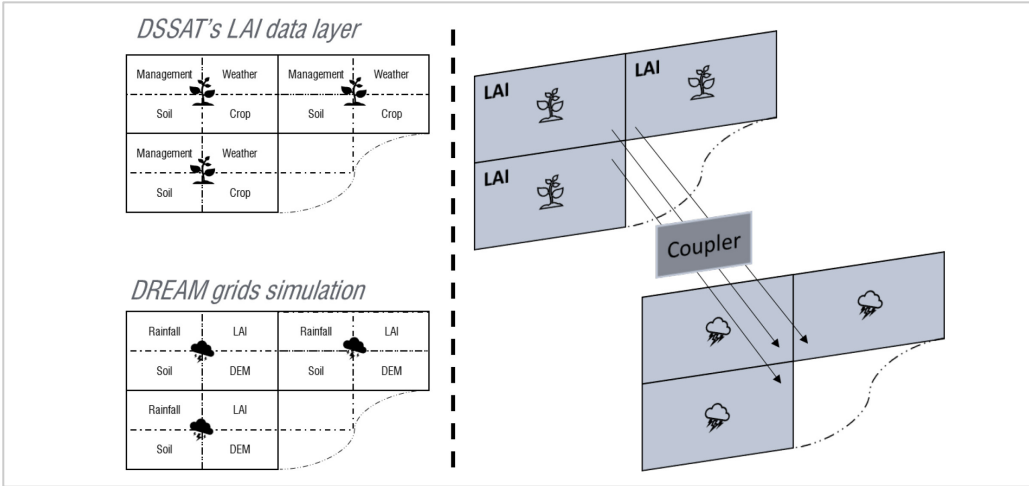 DSSAT's LAI data layer
Management Weather Management Weather
Soil Crop Soil Crop
Management Weather
Soil Crop
DREAM grids simulation
Rainfall LAI Rainfall LAI
Soil DEM Soil DEM
Rainfall LAI
Soil DEM
LAI
LAI
LAI
Coupler